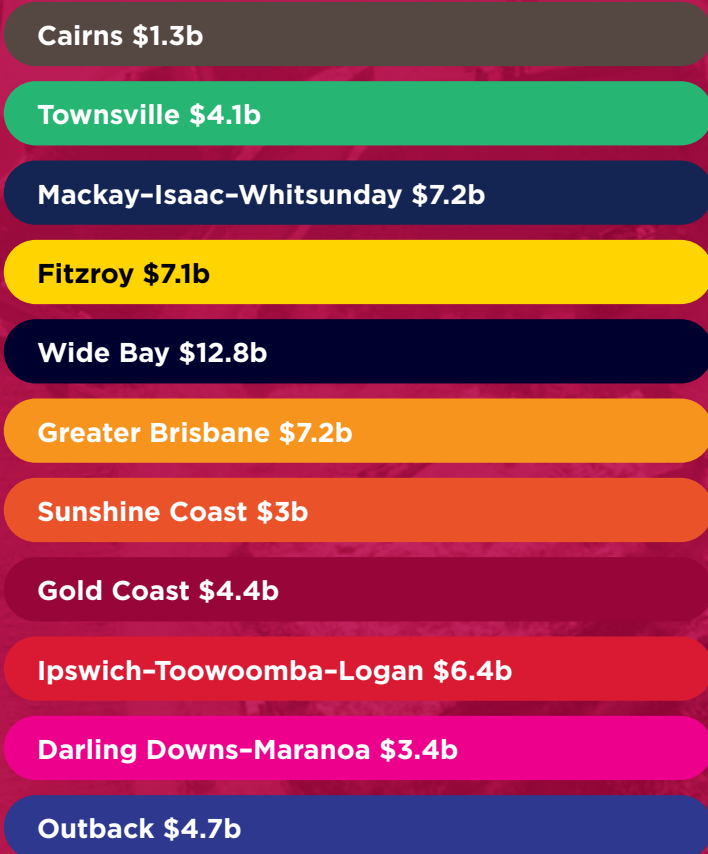 Cairns $1.3b
Townsville $4.1b
Mackay–Isaac–Whitsunday $7.2b
Fitzroy $7.1b
Wide Bay $12.8b
Greater Brisbane $7.2b
Sunshine Coast $3b
Gold Coast $4.4b
Ipswich–Toowoomba–Logan $6.4b
Darling Downs–Maranoa $3.4b
Outback $4.7b